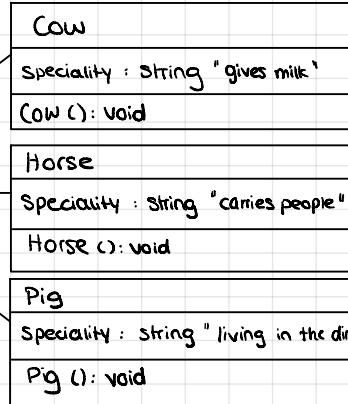 Cow
Speciality : string "gives milk"
Cow (): void
Horse
Speciality : string "carries people"
Horse (): void
Pig
Speciality : string " living in the
Pig (): void